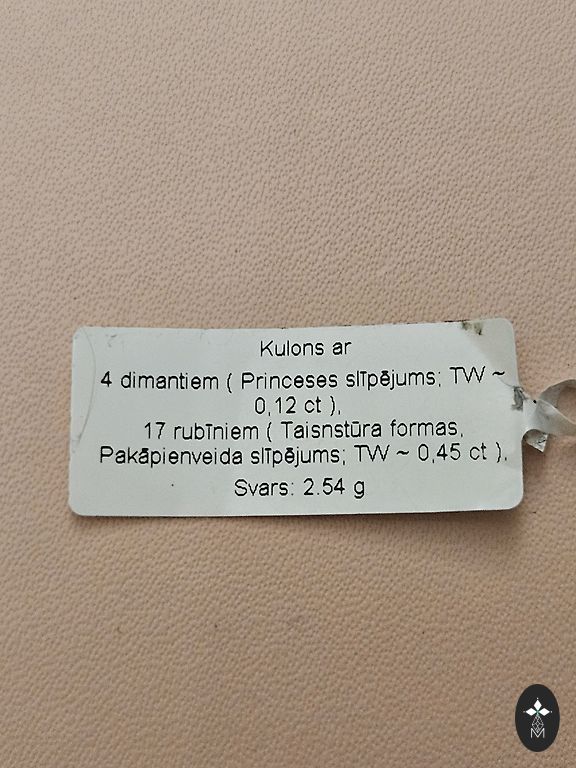 Kulons ar
4 dimantiem ( Princeses slīpējums; TW ~
0,12 ct ),
17 rubīniem ( Taisnstūra formas,
Pakāpienveida slīpējums; TW ~ 0,45 ct ),
Svars: 2.54 g
M